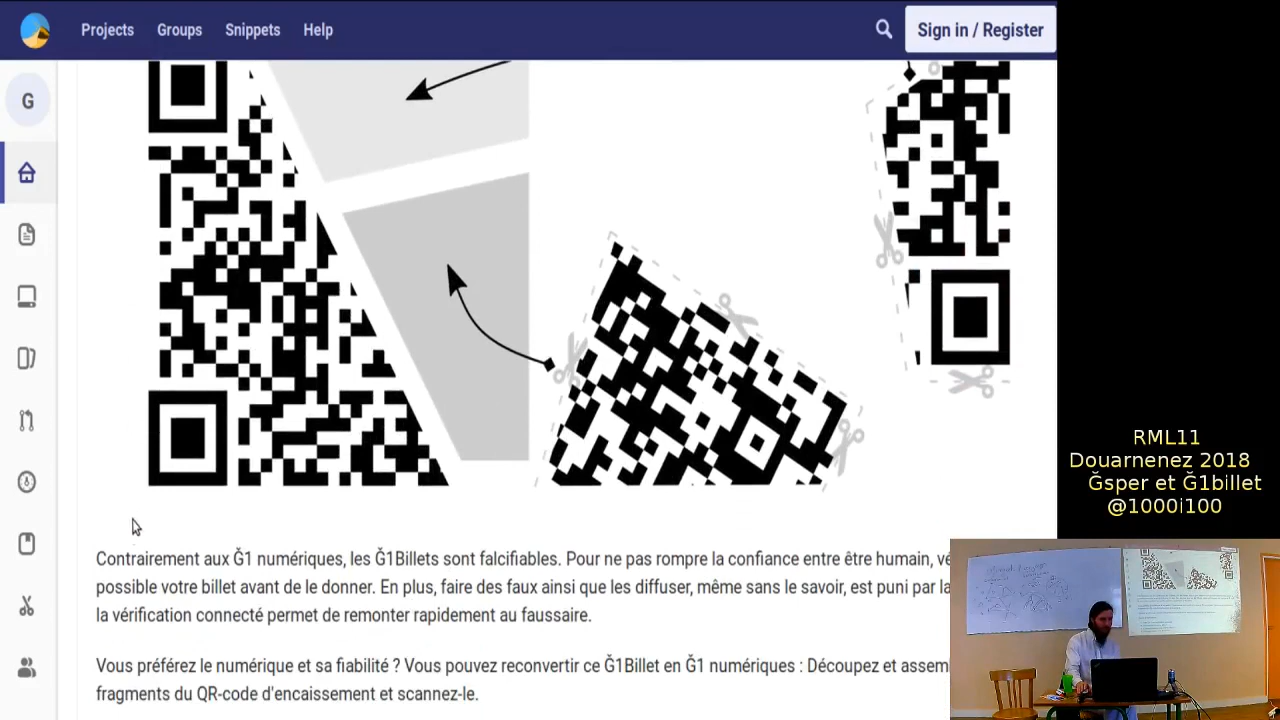 Projects Groups Snippets Help
Sign in / Register
G
Contrairement aux Ğ1 numériques, les Ğ1Billets sont falcifiables. Pour ne pas rompre la confiance entre être humain,
possible votre billet avant de le donner. En plus, faire des faux ainsi que les diffuser, même sans le savoir, est puni par la
la vérification connecté permet de remonter rapidement au faussaire.
Vous préférez le numérique et sa fiabilité ? Vous pouvez reconvertir ce Ğ1Billet en Ğ1 numériques : Découpez et assem
fragments du QR-code d'encaissement et scannez-le.
RML11
Douarnenez 2018
Ğsper et Ğ1billet
@1000i100